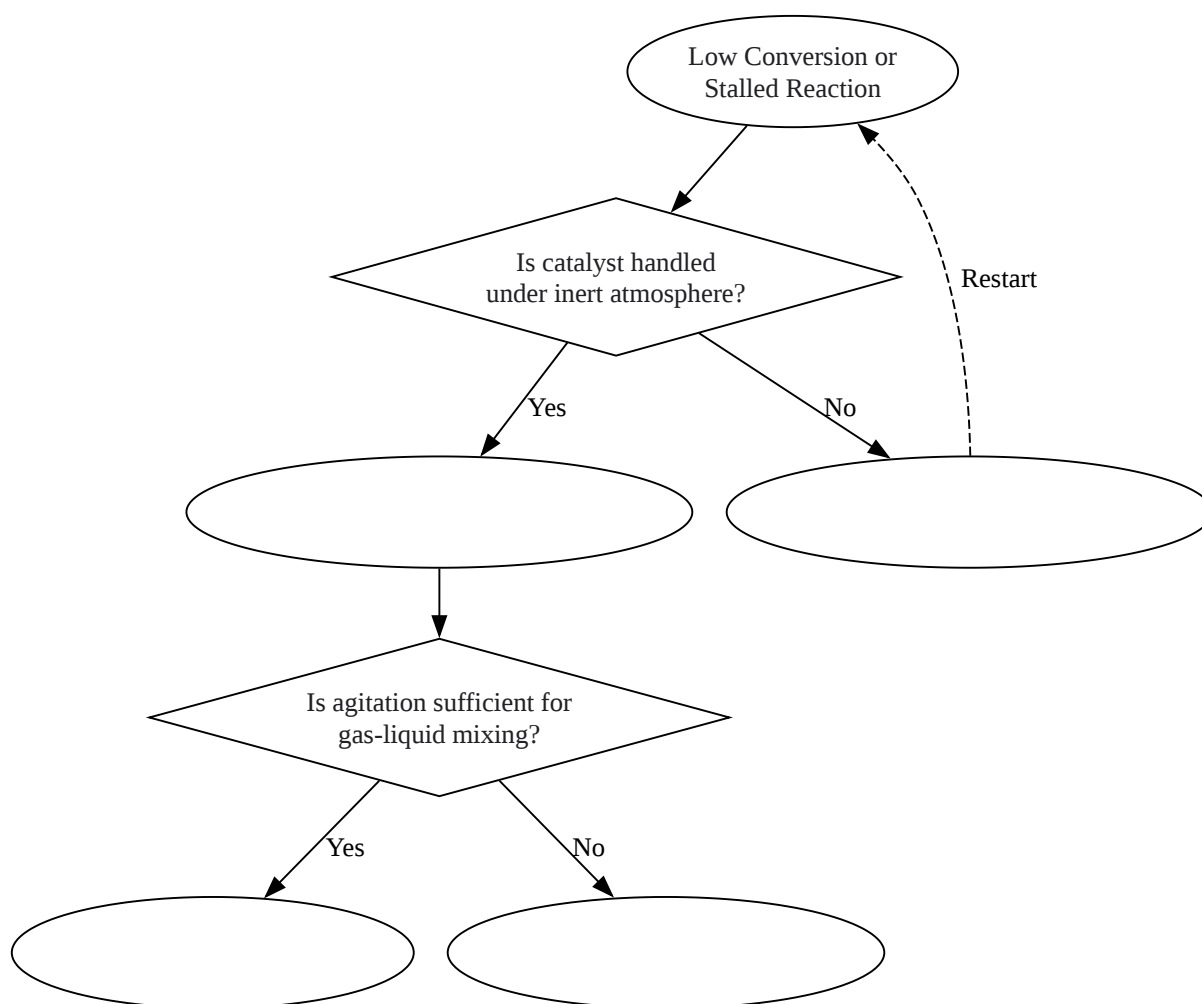 Low Conversion or
Stalled Reaction
Is catalyst handled
under inert atmosphere?
Restart
Yes
No
Is agitation sufficient for
gas-liquid mixing?
Yes
No